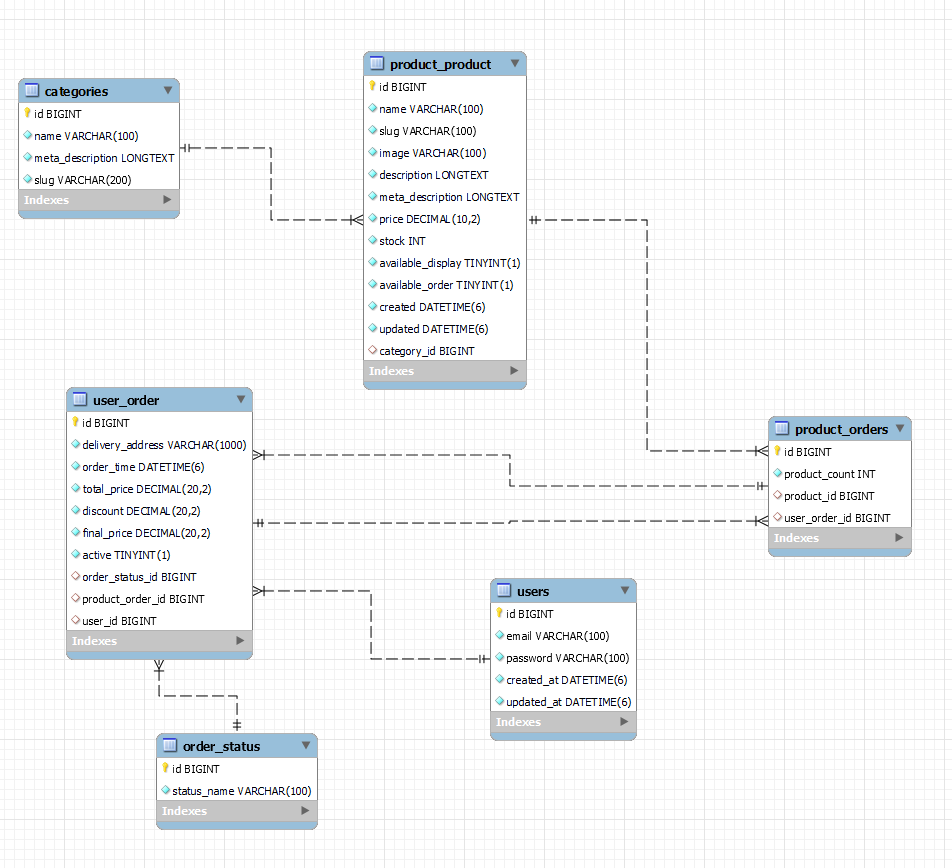 categories
id BIGINT
name VARCHAR(100)
meta_description LONGTEXT
slug VARCHAR(200)
Indexes
product_product
id BIGINT
name VARCHAR(100)
slug VARCHAR(100)
image VARCHAR(100)
description LONGTEXT
meta_description LONGTEXT
price DECIMAL(10,2)
stock INT
available_display TINYINT(1)
available_order TINYINT(1)
created DATETIME(6)
updated DATETIME(6)
category_id BIGINT
Indexes
user_order
id BIGINT
delivery_address VARCHAR(1000)
order_time DATETIME(6)
total_price DECIMAL(20,2)
discount DECIMAL(20,2)
final_price DECIMAL(20,2)
active TINYINT(1)
order_status_id BIGINT
product_order_id BIGINT
user_id BIGINT
Indexes
product_orders
id BIGINT
product_count INT
product_id BIGINT
user_order_id BIGINT
Indexes
users
id BIGINT
email VARCHAR(100)
password VARCHAR(100)
created_at DATETIME(6)
updated_at DATETIME(6)
Indexes
order_status
id BIGINT
status_name VARCHAR(100)
Indexes